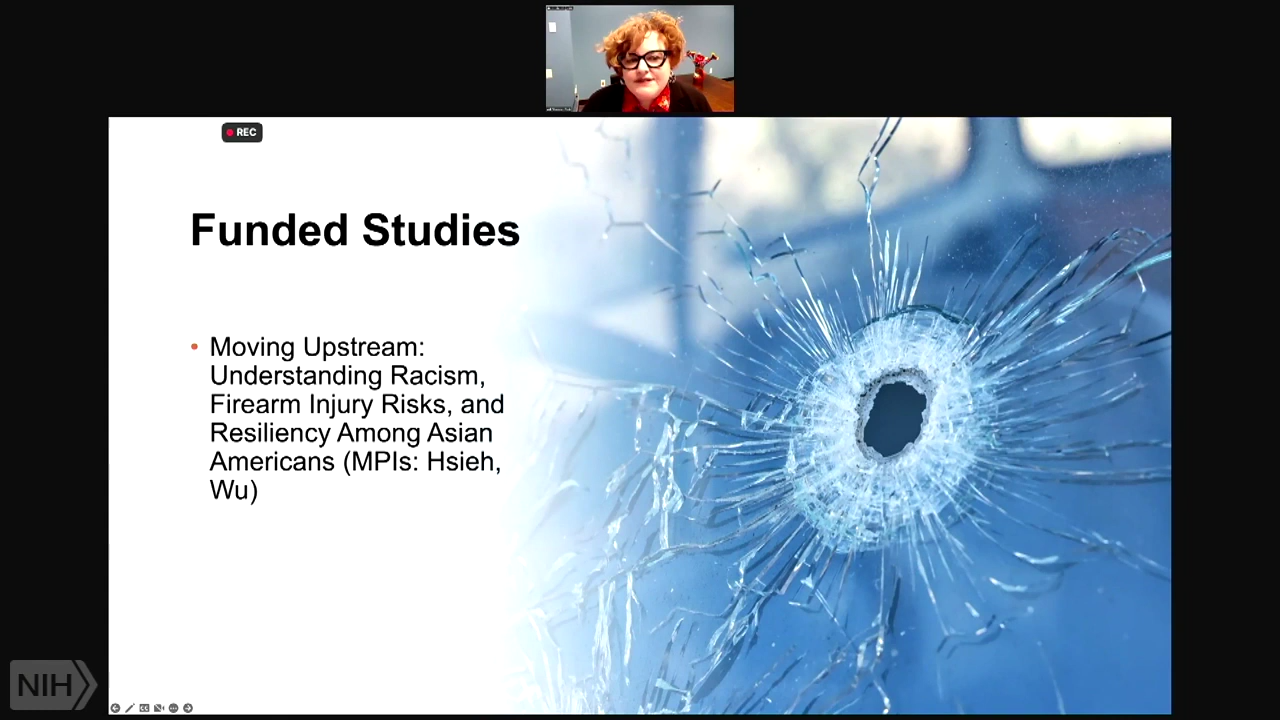 REC
Funded Studies
• Moving Upstream:
Understanding Racism,
Firearm Injury Risks, and
Resiliency Among Asian
Americans (MPIs: Hsieh,
Wu)
NIH